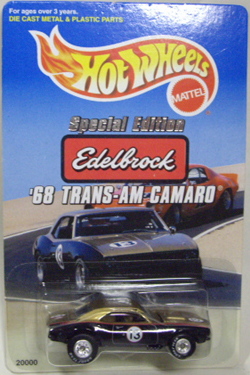 For ages over 3 years.
DIE CAST METAL & PLASTIC PARTS
Hot Wheels
MATTEL
Special Edition
Edelbrock
'68 TRANS-AM CAMARO
13
13
20000